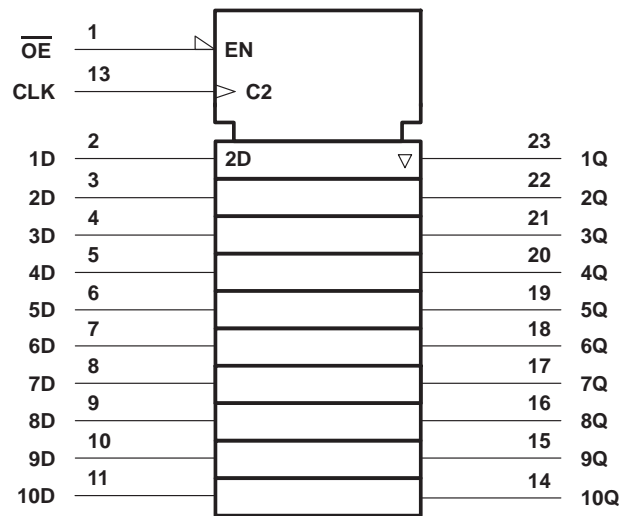 1
OE EN
13
CLK C2
2 23
1D 2D 1Q
3 22
2D 2Q
4 21
3D 3Q
5 20
4D 4Q
6 19
5D 5Q
7 18
6D 6Q
8 17
7D 7Q
9 16
8D 8Q
10 15
9D 9Q
11 14
10D 10Q